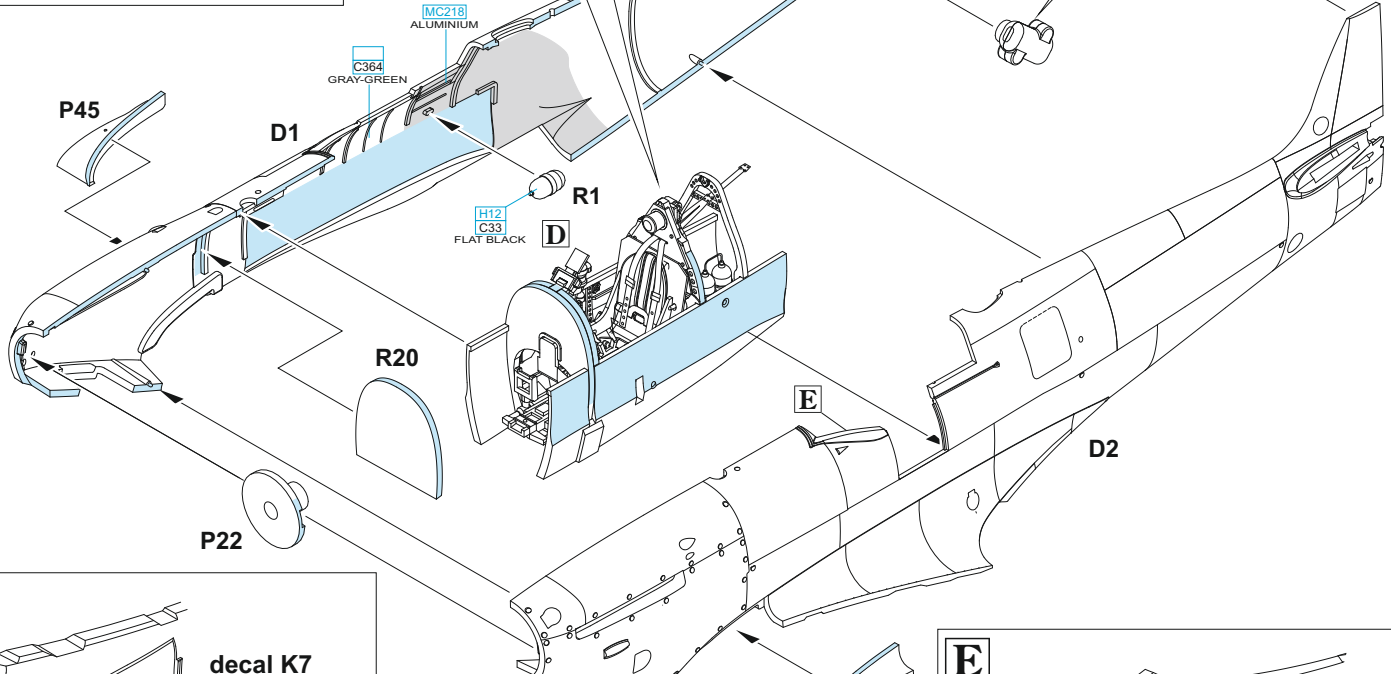 MC218
ALUMINIUM
C364
GRAY-GREEN
P45
D1
R1
H12
C33
FLAT BLACK
D
R20
E
D2
P22
decal K7
E